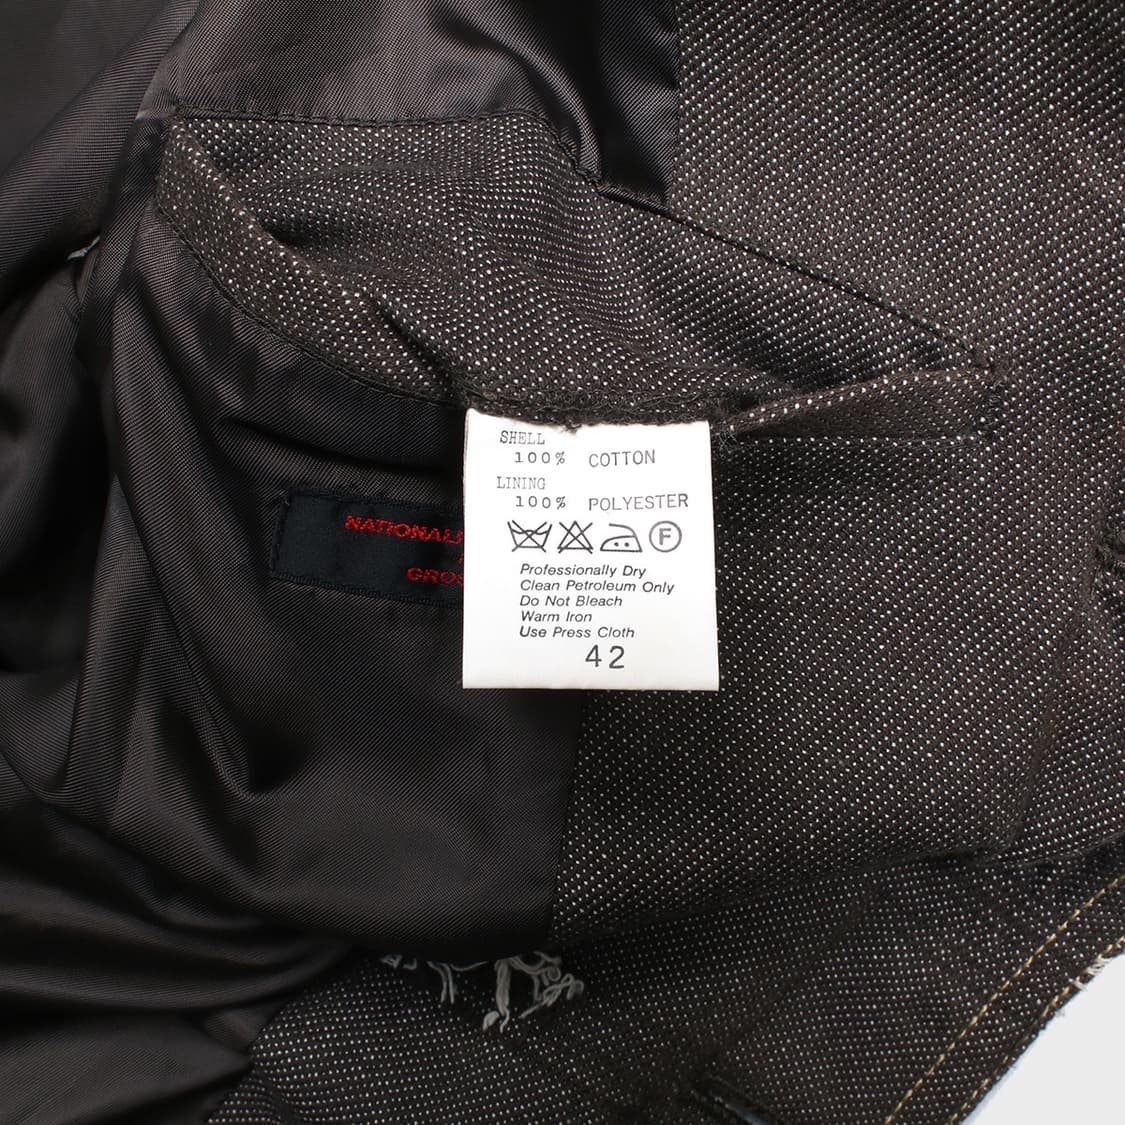 SHELL
100% COTTON
LINING
100% POLYESTER
F
Professionally Dry
Clean Petroleum Only
Do Not Bleach
Warm Iron
Use Press Cloth
42